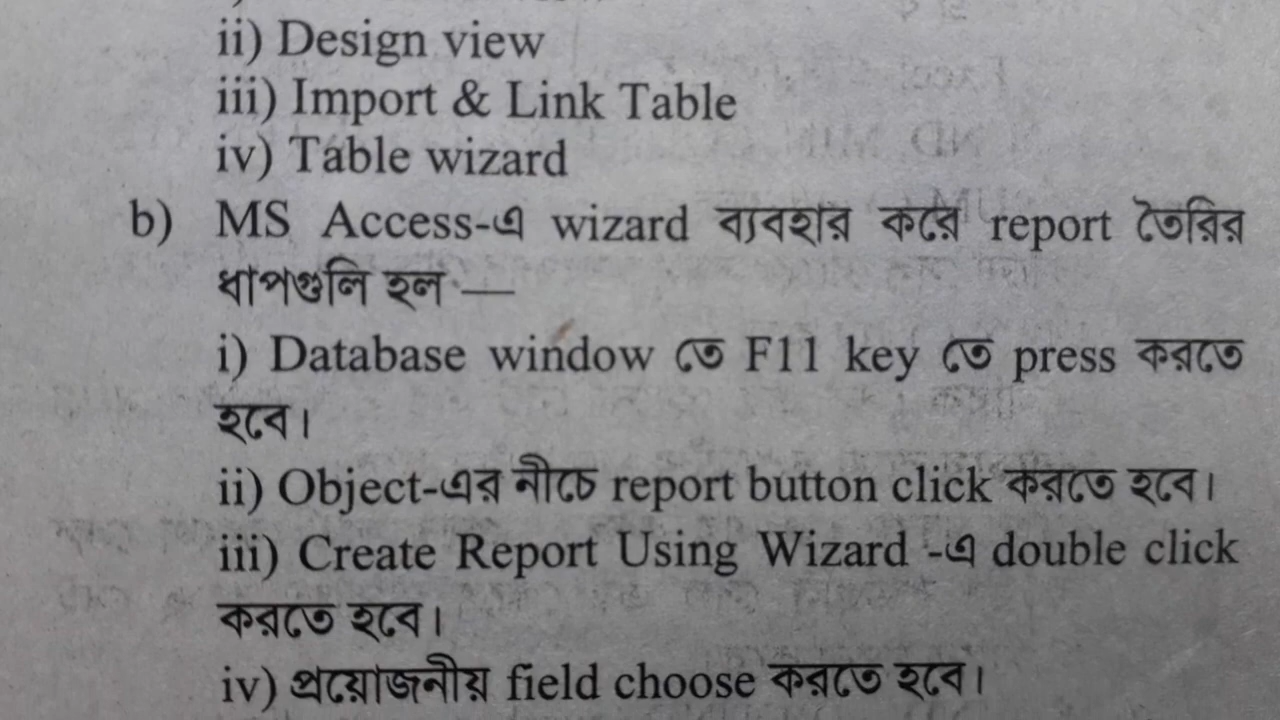 ii) Design view
iii) Import & Link Table
iv) Table wizard
b) MS Access-এ wizard ব্যবহার করে report তৈরির
ধাপগুলি হল —
i) Database window তে F11 key তে press করতে
হবে।
ii) Object-এর নীচে report button click করতে হবে।
iii) Create Report Using Wizard -এ double click
করতে হবে।
iv) প্রয়োজনীয় field choose করতে হবে।